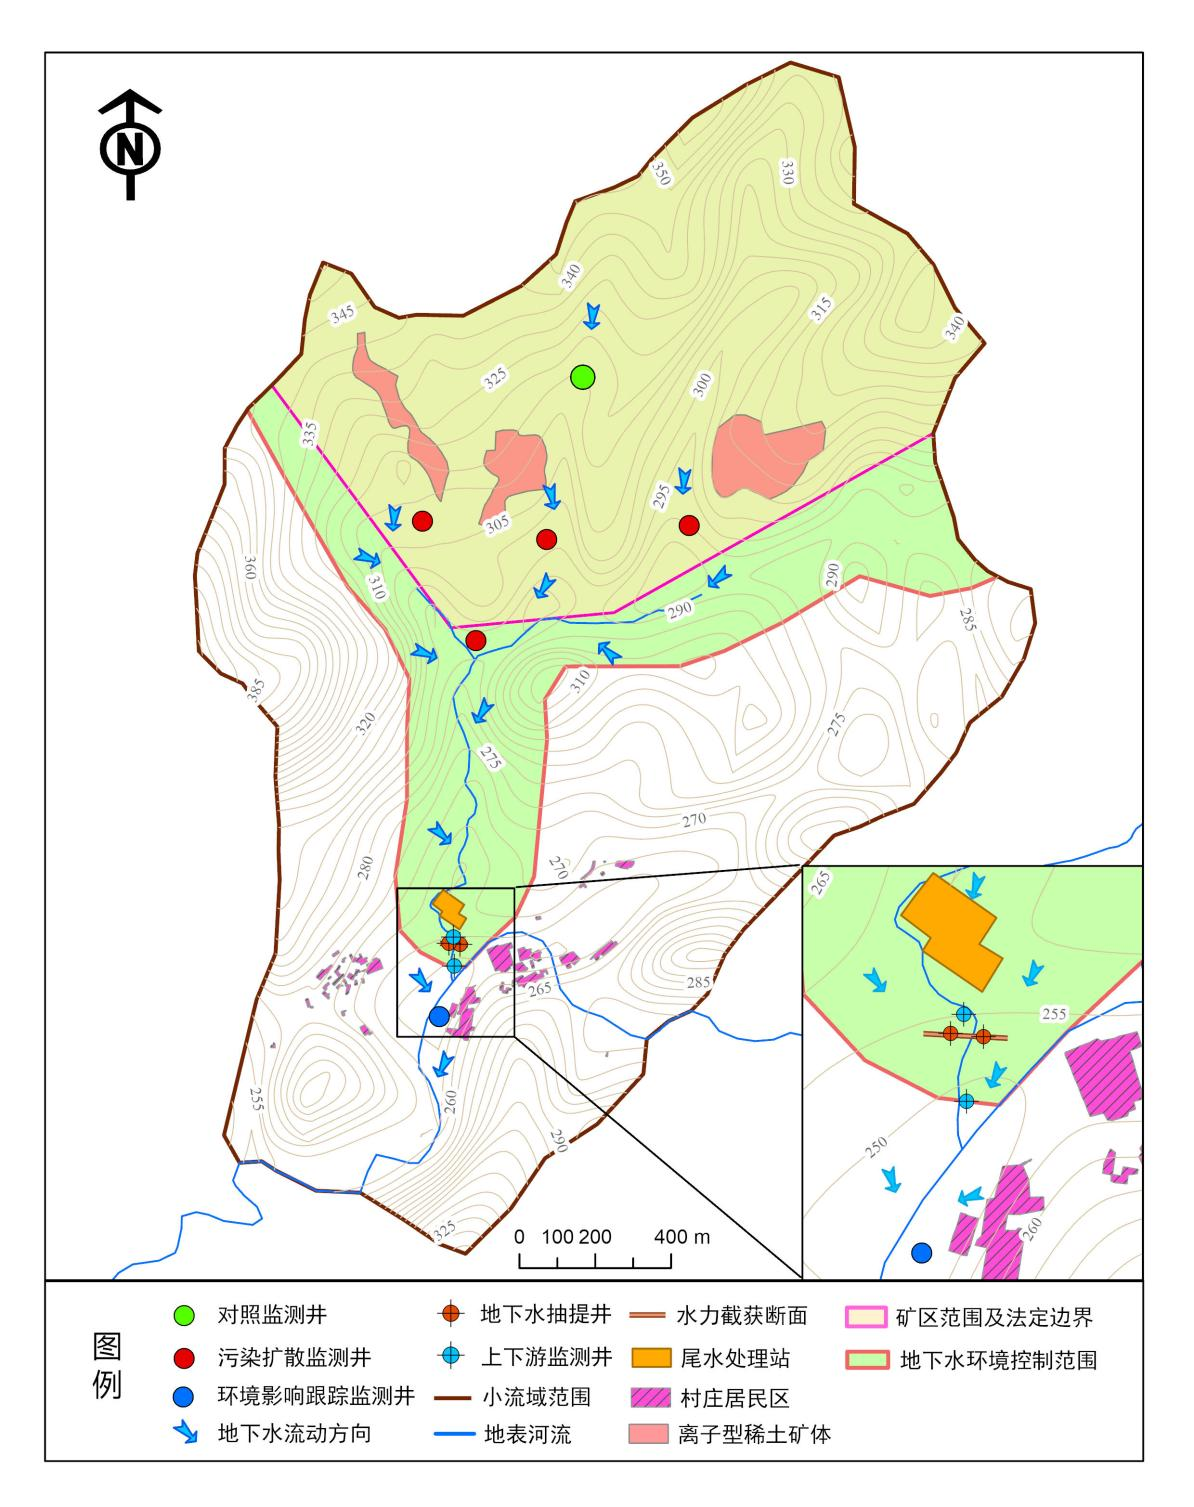 N
350
330
340
345
315
340
325
300
335
295
305
360
310
290
290
285
385
310
320
275
275
270
280
270
265
265
285
255
255
250
260
260
290
325
0 100 200 400 m
图例
对照监测井
地下水抽提井
水力截获断面
矿区范围及法定边界
污染扩散监测井
上下游监测井
尾水处理站
地下水环境控制范围
环境影响跟踪监测井
小流域范围
村庄居民区
地下水流动方向
地表河流
离子型稀土矿体